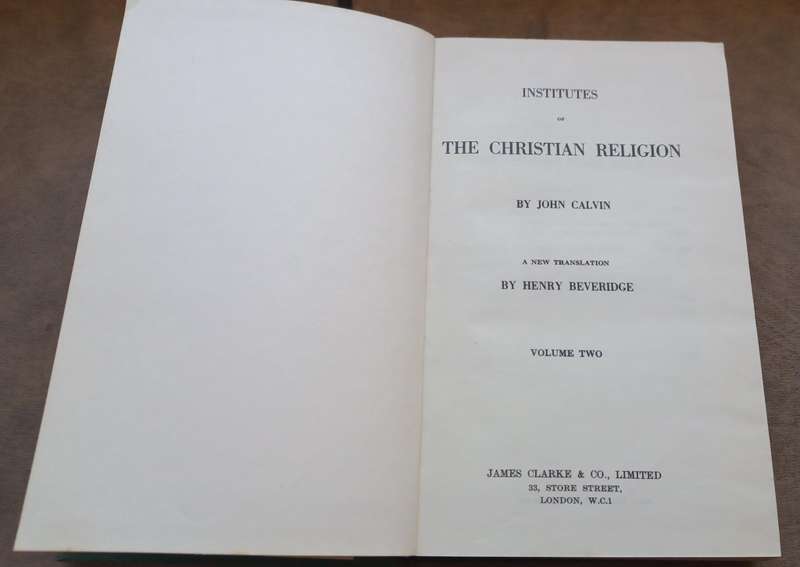 INSTITUTES
OF
THE CHRISTIAN RELIGION
BY JOHN CALVIN
A NEW TRANSLATION
BY HENRY BEVERIDGE
VOLUME TWO
JAMES CLARKE & CO., LIMITED
33, STORE STREET,
LONDON, W.C.1